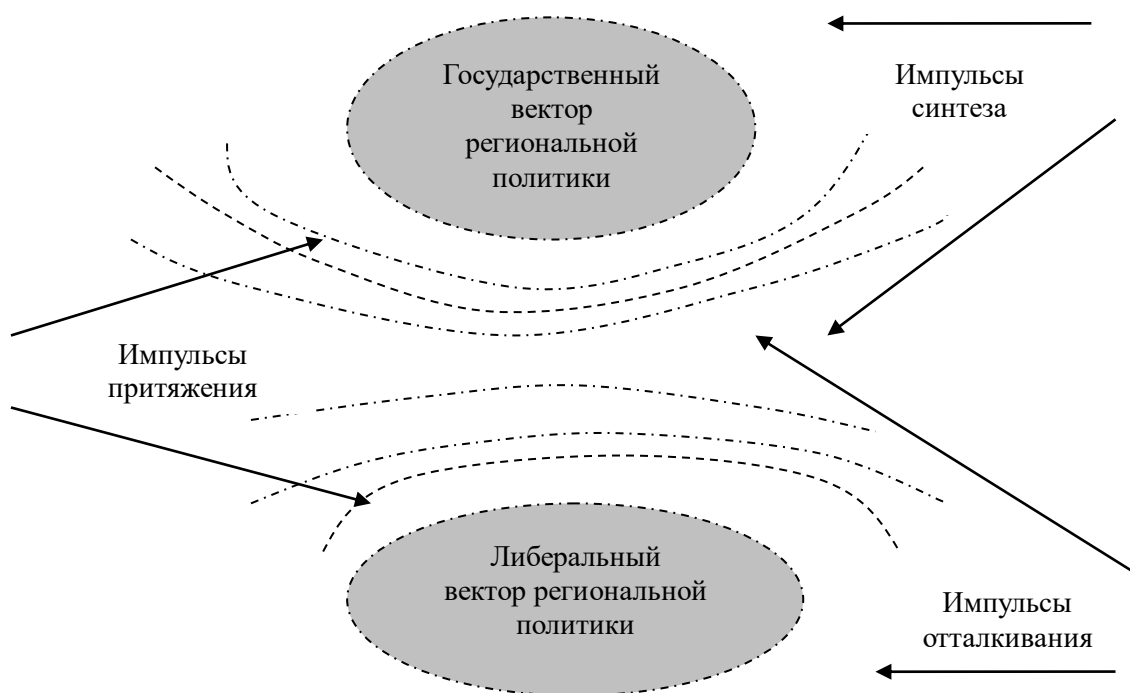 Государственный
вектор
региональной
политики
Импульсы
синтеза
Импульсы
притяжения
Либеральный
вектор региональной
политики
Импульсы
отталкивания